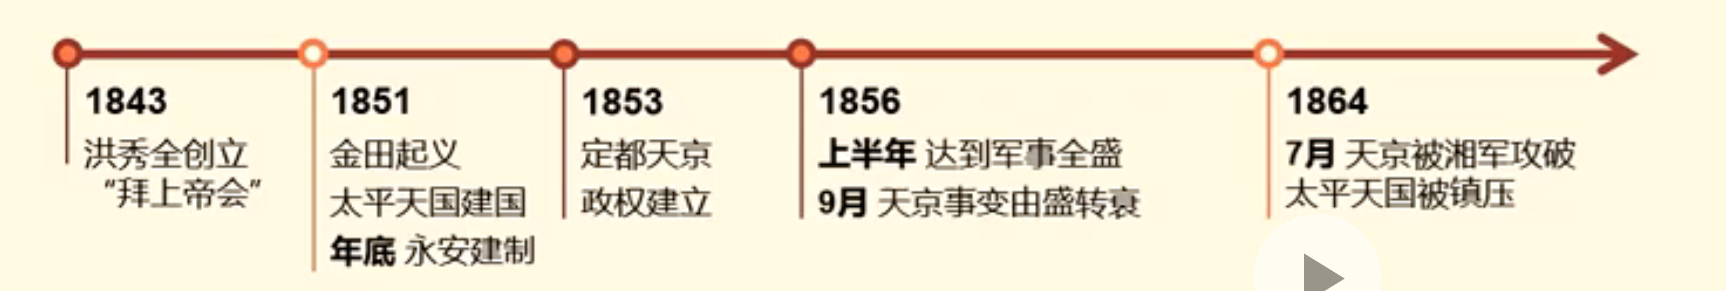 1843
洪秀全创立
“拜上帝会”
1851
金田起义
太平天国建国
年底 永安建制
1853
定都天京
政权建立
1856
上半年 达到军事全盛
9月 天京事变由盛转衰
1864
7月 天京被湘军攻破
太平天国被镇压